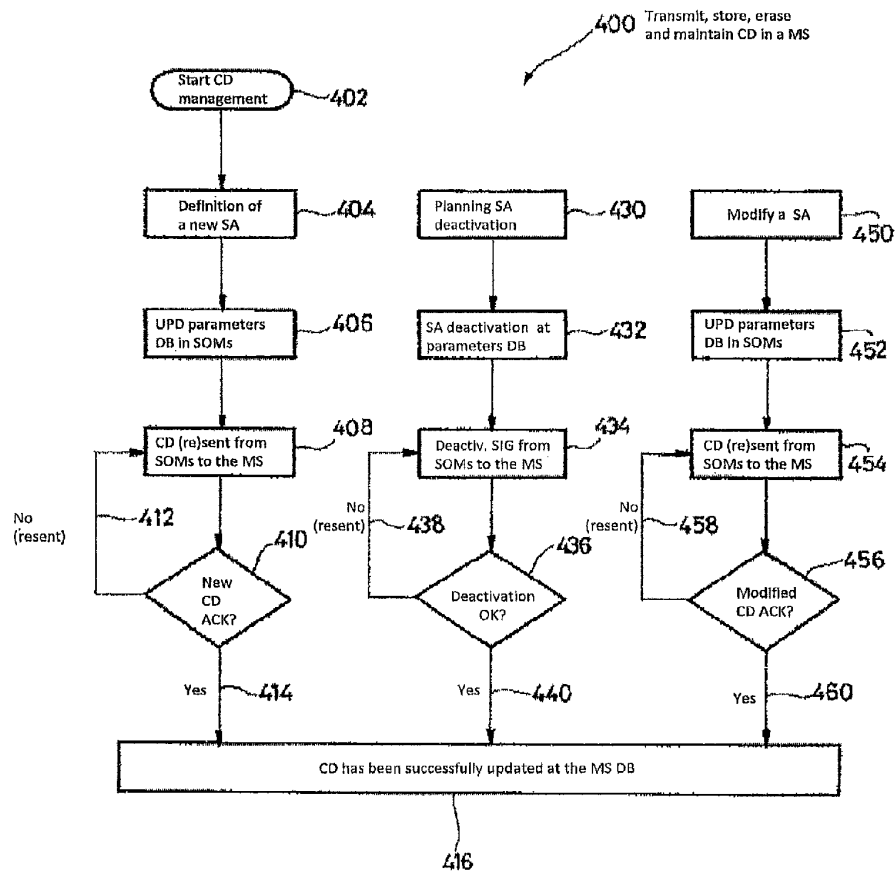 400
Transmit, store, erase
and maintain CD in a MS
Start CD
management
402
Definition of
a new SA
404
Planning SA
deactivation
430
Modify a SA
450
UPD parameters
DB in SOMs
406
SA deactivation at
parameters DB
432
UPD parameters
DB in SOMs
452
CD (re)sent from
SOMs to the MS
408
Deactiv. SIG from
SOMs to the MS
434
CD (re)sent from
SOMs to the MS
454
No
(resent)
412
410
New
CD
ACK?
No
(resent)
438
436
Deactivation
OK?
No
(resent)
458
456
Modified
CD ACK?
Yes
414
Yes
440
Yes
460
CD has been successfully updated at the MS DB
416